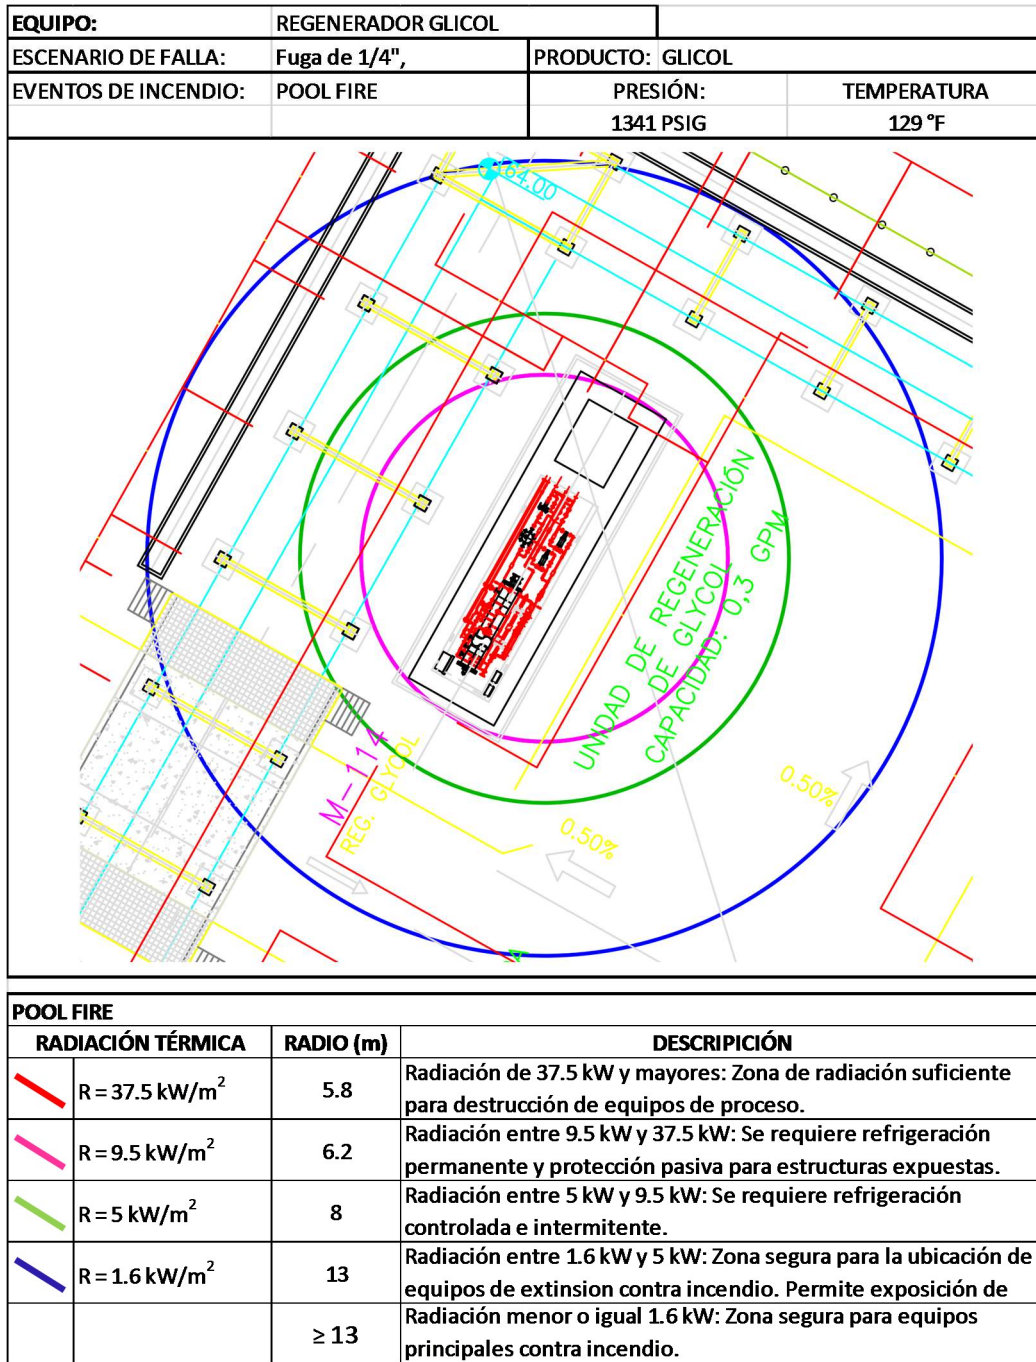 EQUIPO: REGENERADOR GLICOL
ESCENARIO DE FALLA: Fuga de 1/4", PRODUCTO: GLICOL
EVENTOS DE INCENDIO: POOL FIRE PRESIÓN: TEMPERATURA
1341 PSIG 129 °F
164.00
UNIDAD DE REGENERACIÓN
DE GLYCOL
CAPACIDAD: 0,3 GPM
M-114
REG. GLYCOL
0.50%
0.50%
POOL FIRE
RADIACIÓN TÉRMICA RADIO (m) DESCRIPICIÓN
R = 37.5 kW/m² 5.8 Radiación de 37.5 kW y mayores: Zona de radiación suficiente
para destrucción de equipos de proceso.
R = 9.5 kW/m² 6.2 Radiación entre 9.5 kW y 37.5 kW: Se requiere refrigeración
permanente y protección pasiva para estructuras expuestas.
R = 5 kW/m² 8 Radiación entre 5 kW y 9.5 kW: Se requiere refrigeración
controlada e intermitente.
R = 1.6 kW/m² 13 Radiación entre 1.6 kW y 5 kW: Zona segura para la ubicación de
equipos de extinsion contra incendio. Permite exposición de
≥ 13 Radiación menor o igual 1.6 kW: Zona segura para equipos
principales contra incendio.